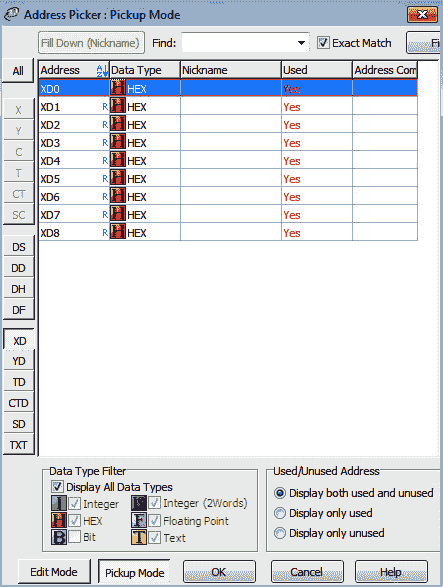 Address Picker : Pickup Mode
Fill Down (Nickname) Find: Exact Match Fi
All Address Data Type Nickname Used Address Com
XD0 HEX Yes
X XD1 R HEX Yes
Y XD2 R HEX Yes
C XD3 R HEX Yes
T XD4 R HEX Yes
CT XD5 R HEX Yes
SC XD6 R HEX Yes
XD7 R HEX Yes
XD8 R HEX Yes
DS
DD
DH
DF
XD
YD
TD
CTD
SD
TXT
Data Type Filter
Display All Data Types
Integer Integer (2Words)
HEX Floating Point
Bit Text
Used/Unused Address
Display both used and unused
Display only used
Display only unused
Edit Mode Pickup Mode OK Cancel Help